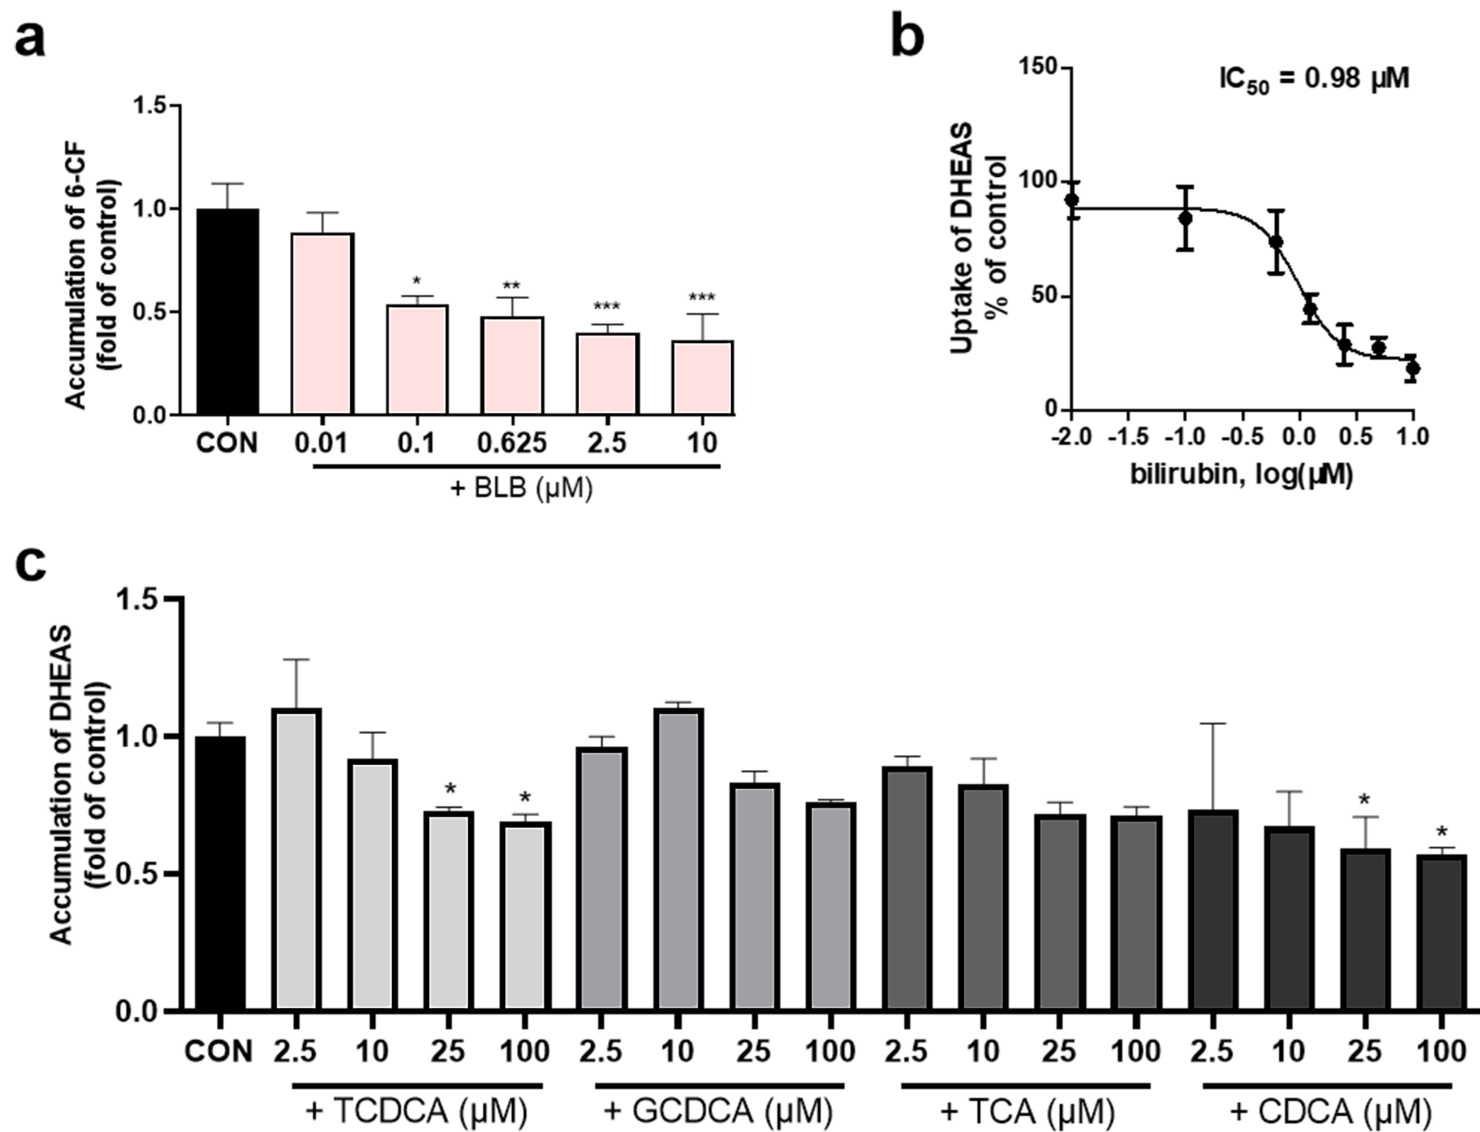 a
Accumulation of 6-CF
(fold of control)
1.5
1.0
0.5
0.0
* ** *** ***
CON 0.01 0.1 0.625 2.5 10
+ BLB (µM)
b
Uptake of DHEAS
% of control
150
100
50
0
IC50 = 0.98 µM
-2.0 -1.5 -1.0 -0.5 0.0 0.5 1.0
bilirubin, log(µM)
c
Accumulation of DHEAS
(fold of control)
1.5
1.0
0.5
0.0
* * * *
CON 2.5 10 25 100 2.5 10 25 100 2.5 10 25 100 2.5 10 25 100
+ TCDCA (µM) + GCDCA (µM) + TCA (µM) + CDCA (µM)